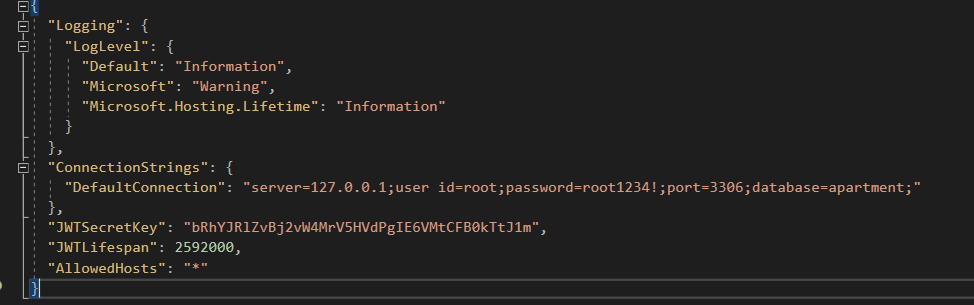 {
"Logging": {
"LogLevel": {
"Default": "Information",
"Microsoft": "Warning",
"Microsoft.Hosting.Lifetime": "Information"
}
},
"ConnectionStrings": {
"DefaultConnection": "server=127.0.0.1;user id=root;password=root1234!;port=3306;database=apartment;"
},
"JWTSecretKey": "bRhYJRlZvBj2vW4MrV5HVdPgIE6VMtCFB0kTtJ1m",
"JWTLifespan": 2592000,
"AllowedHosts": "*"
}